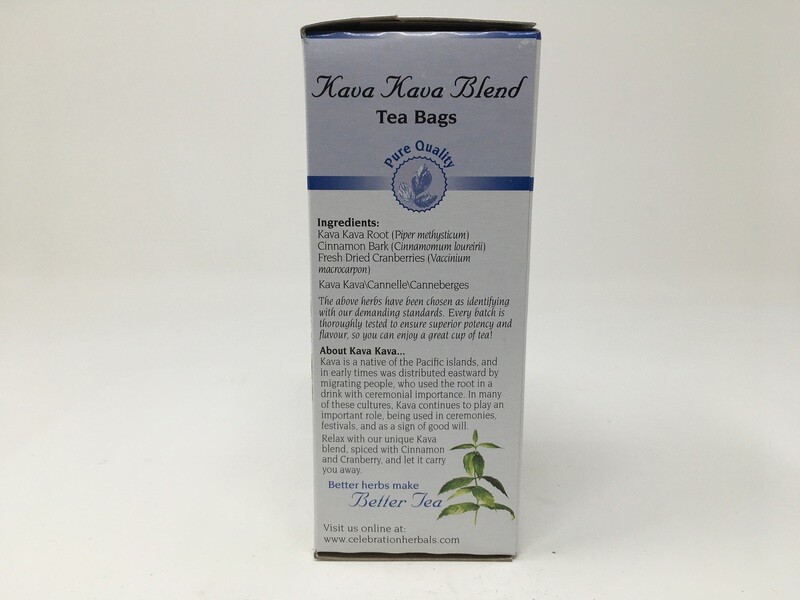 Kava Kava Blend
Tea Bags
Pure Quality
Ingredients:
Kava Kava Root (Piper methysticum)
Cinnamon Bark (Cinnamomum loureirii)
Fresh Dried Cranberries (Vaccinium
macrocarpon)
Kava Kava\Cannelle\Canneberges
The above herbs have been chosen as identifying
with our demanding standards. Every batch is
thoroughly tested to ensure superior potency and
flavour, so you can enjoy a great cup of tea!
About Kava Kava...
Kava is a native of the Pacific islands, and
in early times was distributed eastward by
migrating people, who used the root in a
drink with ceremonial importance. In many
of these cultures, Kava continues to play an
important role, being used in ceremonies,
festivals, and as a sign of good will.
Relax with our unique Kava
blend, spiced with Cinnamon
and Cranberry, and let it carry
you away.
Better herbs make
Better Tea
Visit us online at:
www.celebrationherbals.com